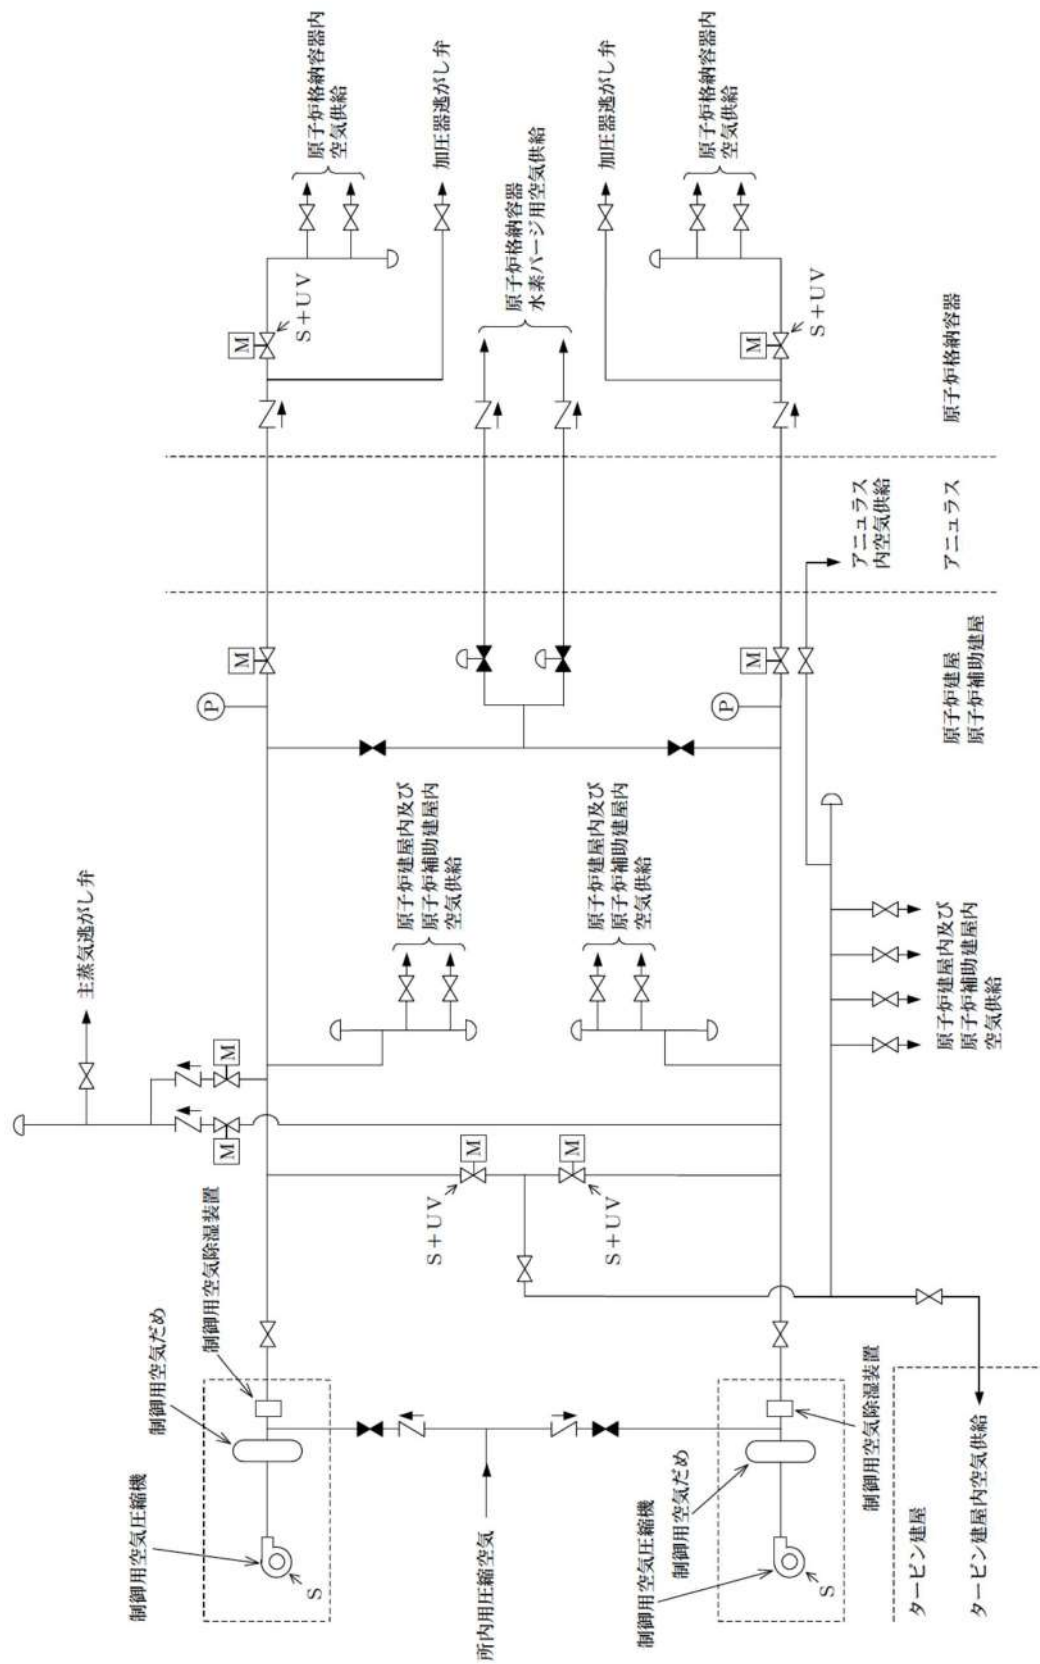 制御用空気圧縮機
制御用空気だめ
制御用空気除湿装置
S
主蒸気逃がし弁
M
M
原子炉建屋内及び
原子炉補助建屋内
空気供給
P
M
M
S+UV
原子炉格納容器内
空気供給
加圧器逃がし弁
所内用圧縮空気
S+UV
M
S+UV
M
原子炉格納容器
水素パージ用空気供給
原子炉建屋内及び
原子炉補助建屋内
空気供給
加圧器逃がし弁
制御用空気圧縮機
制御用空気だめ
制御用空気除湿装置
S
P
M
M
S+UV
原子炉格納容器内
空気供給
原子炉建屋内及び
原子炉補助建屋内
空気供給
アニュラス
内空気供給
タービン建屋
タービン建屋内空気供給
原子炉建屋
原子炉補助建屋
アニュラス
原子炉格納容器